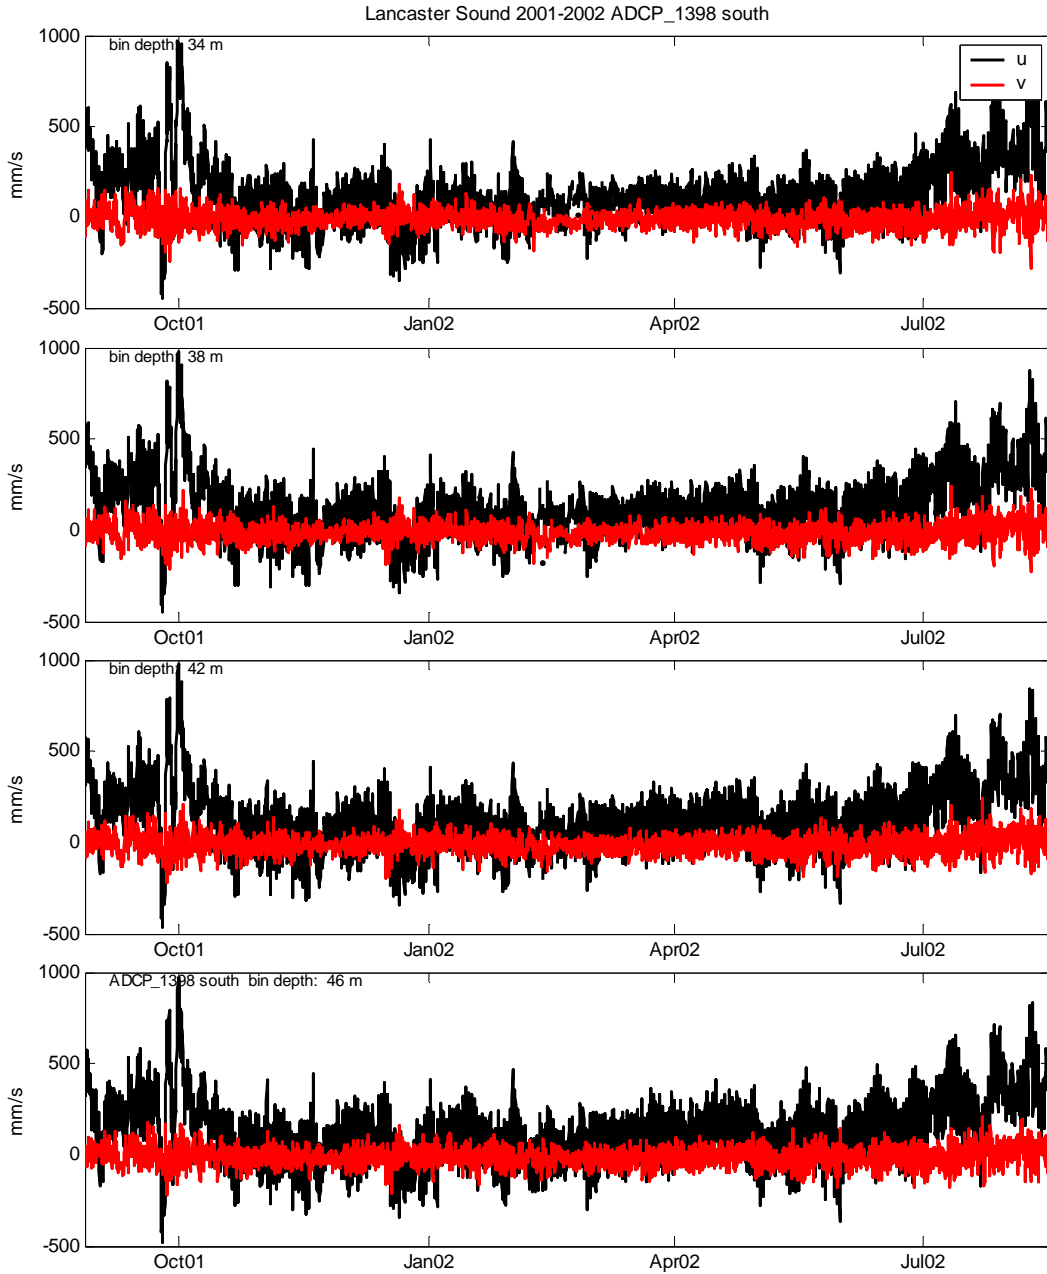 Lancaster Sound 2001-2002 ADCP_1398 south
bin depth: 34 m
u
v
1000
500
0
-500
mm/s
Oct01 Jan02 Apr02 Jul02
bin depth: 38 m
1000
500
0
-500
mm/s
Oct01 Jan02 Apr02 Jul02
bin depth: 42 m
1000
500
0
-500
mm/s
Oct01 Jan02 Apr02 Jul02
ADCP_1398 south bin depth: 46 m
1000
500
0
-500
mm/s
Oct01 Jan02 Apr02 Jul02